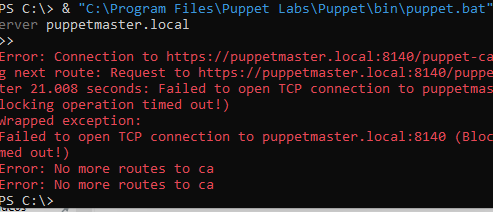 PS C:\> & "C:\Program Files\Puppet Labs\Puppet\bin\puppet.bat"
erver puppetmaster.local
>>
Error: Connection to https://puppetmaster.local:8140/puppet-ca
g next route: Request to https://puppetmaster.local:8140/puppe
ter 21.008 seconds: Failed to open TCP connection to puppetmas
locking operation timed out!)
Wrapped exception:
Failed to open TCP connection to puppetmaster.local:8140 (Bloc
med out!)
Error: No more routes to ca
Error: No more routes to ca
PS C:\>